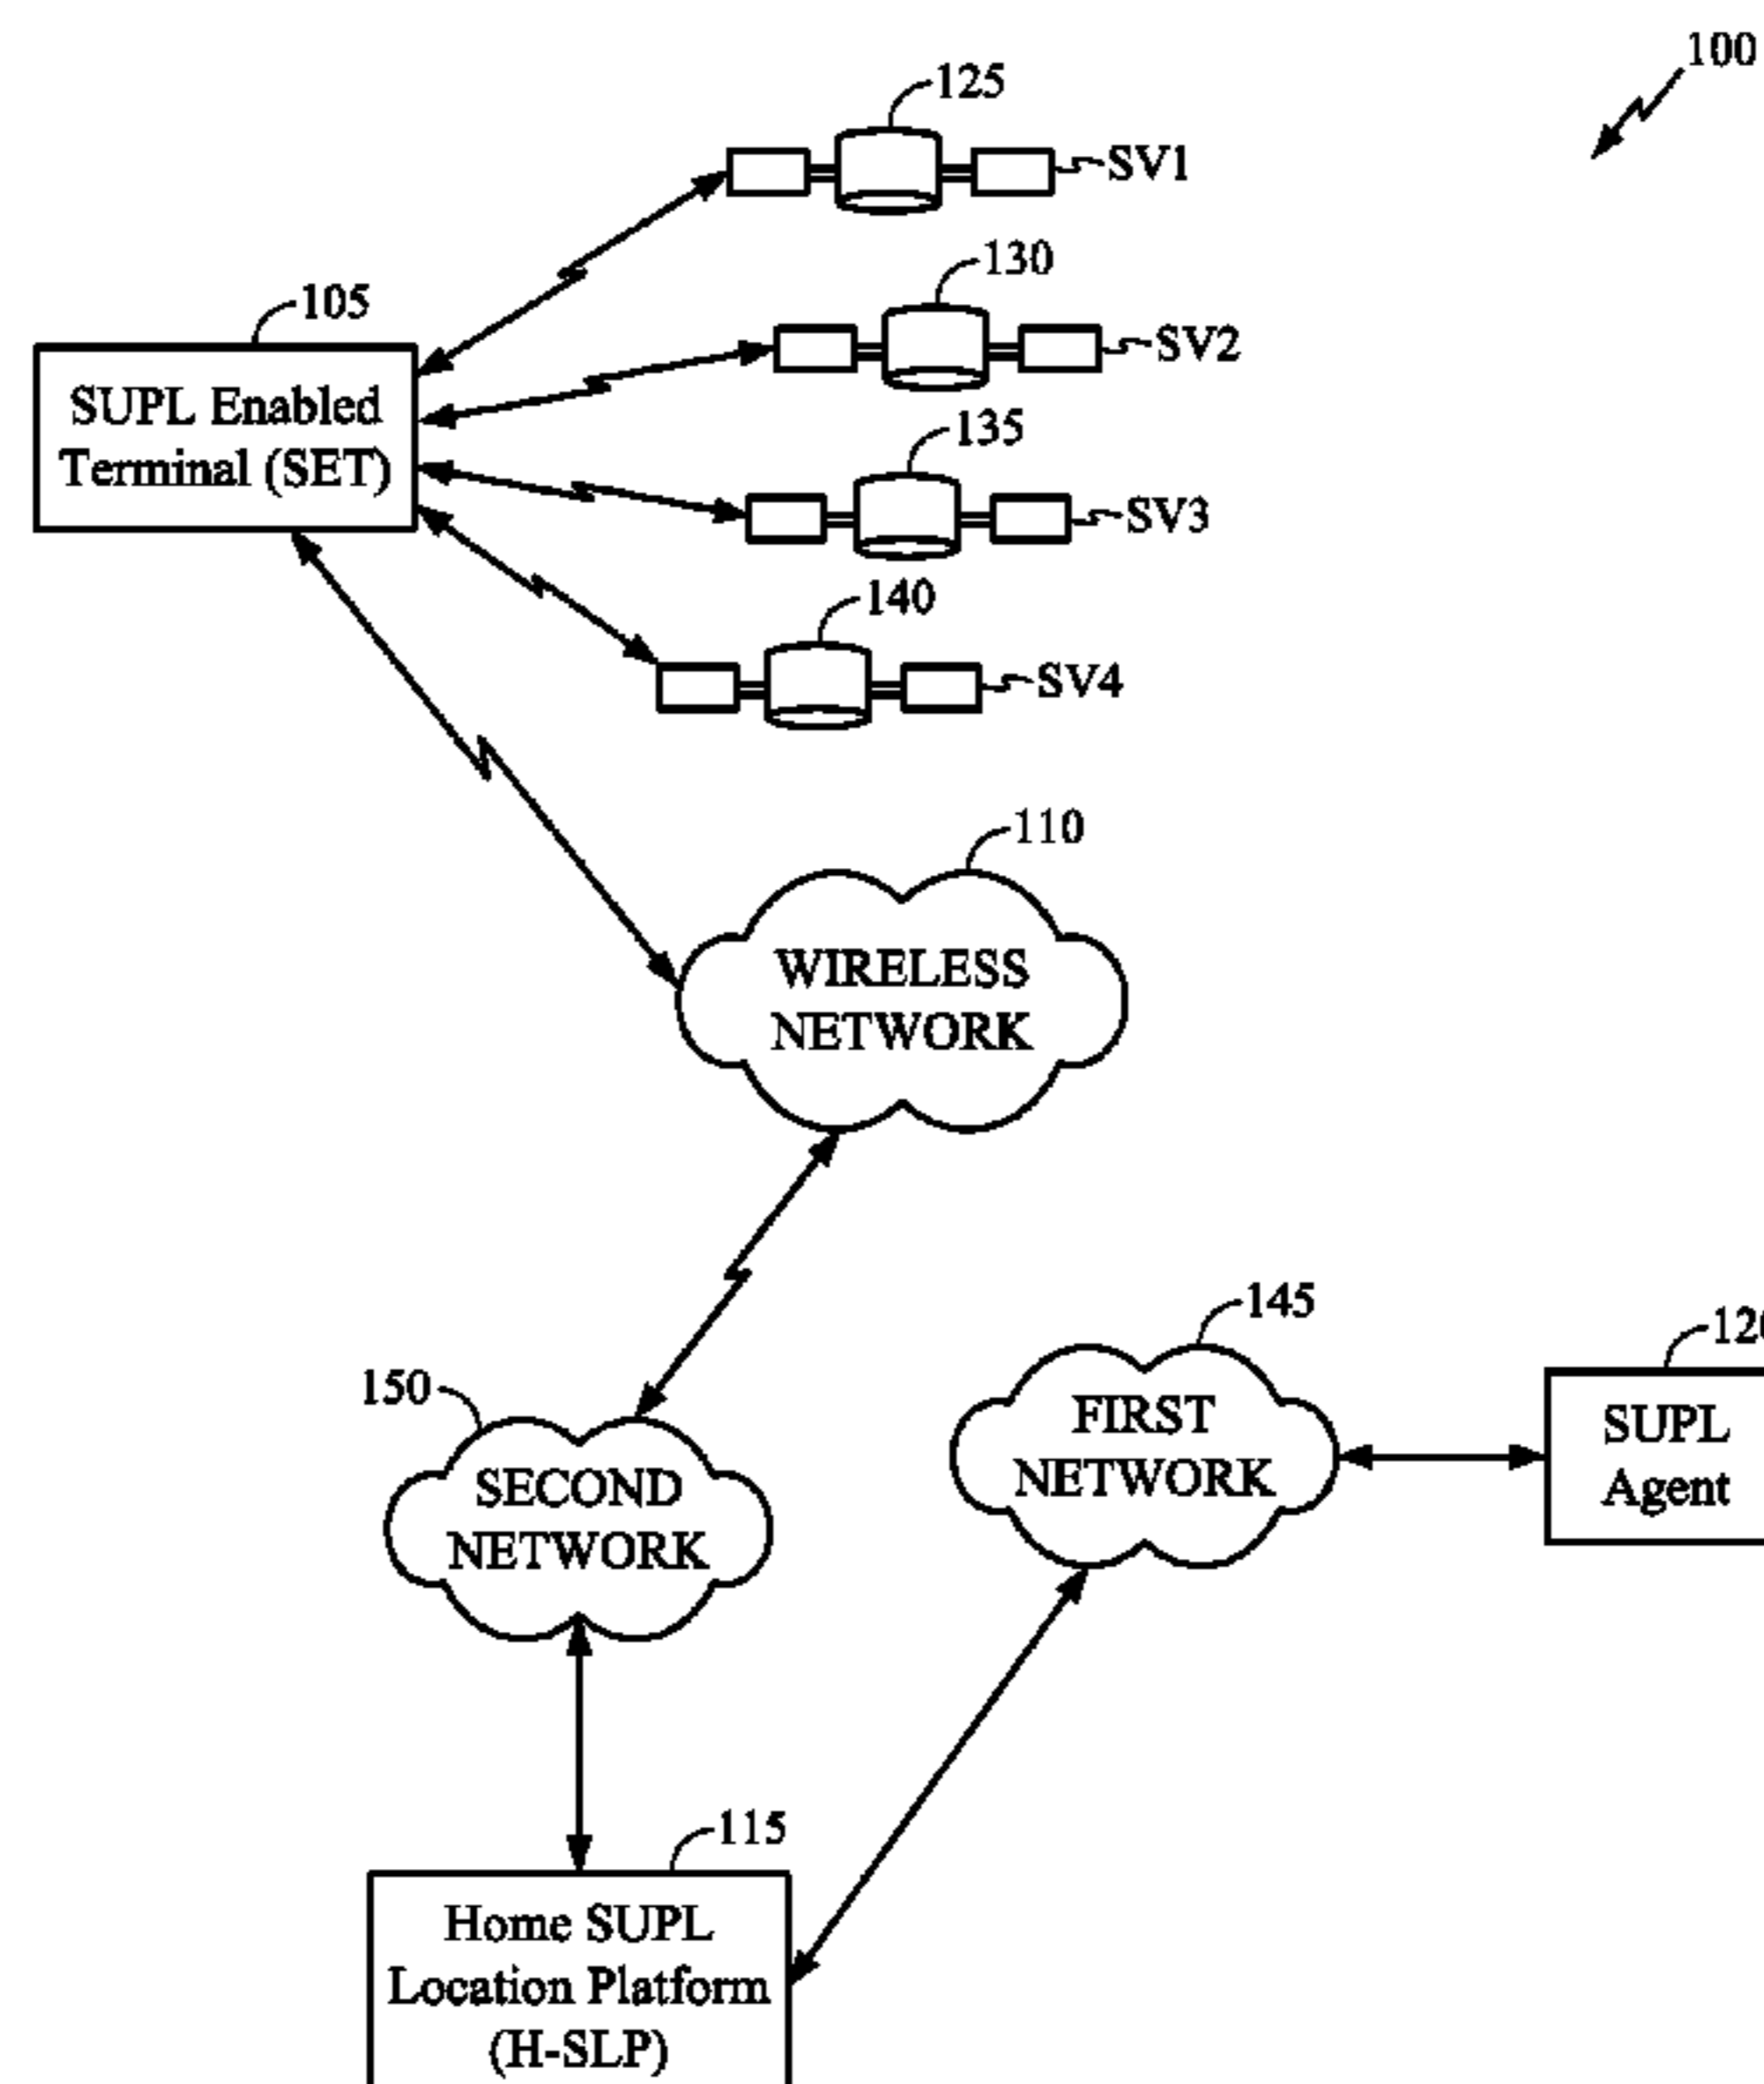 100
125
SV1
130
SV2
105
SUPL Enabled
Terminal (SET)
135
SV3
140
SV4
110
WIRELESS
NETWORK
145
150
FIRST
NETWORK
SUPL
Agent
SECOND
NETWORK
115
Home SUPL
Location Platform
(H-SLP)